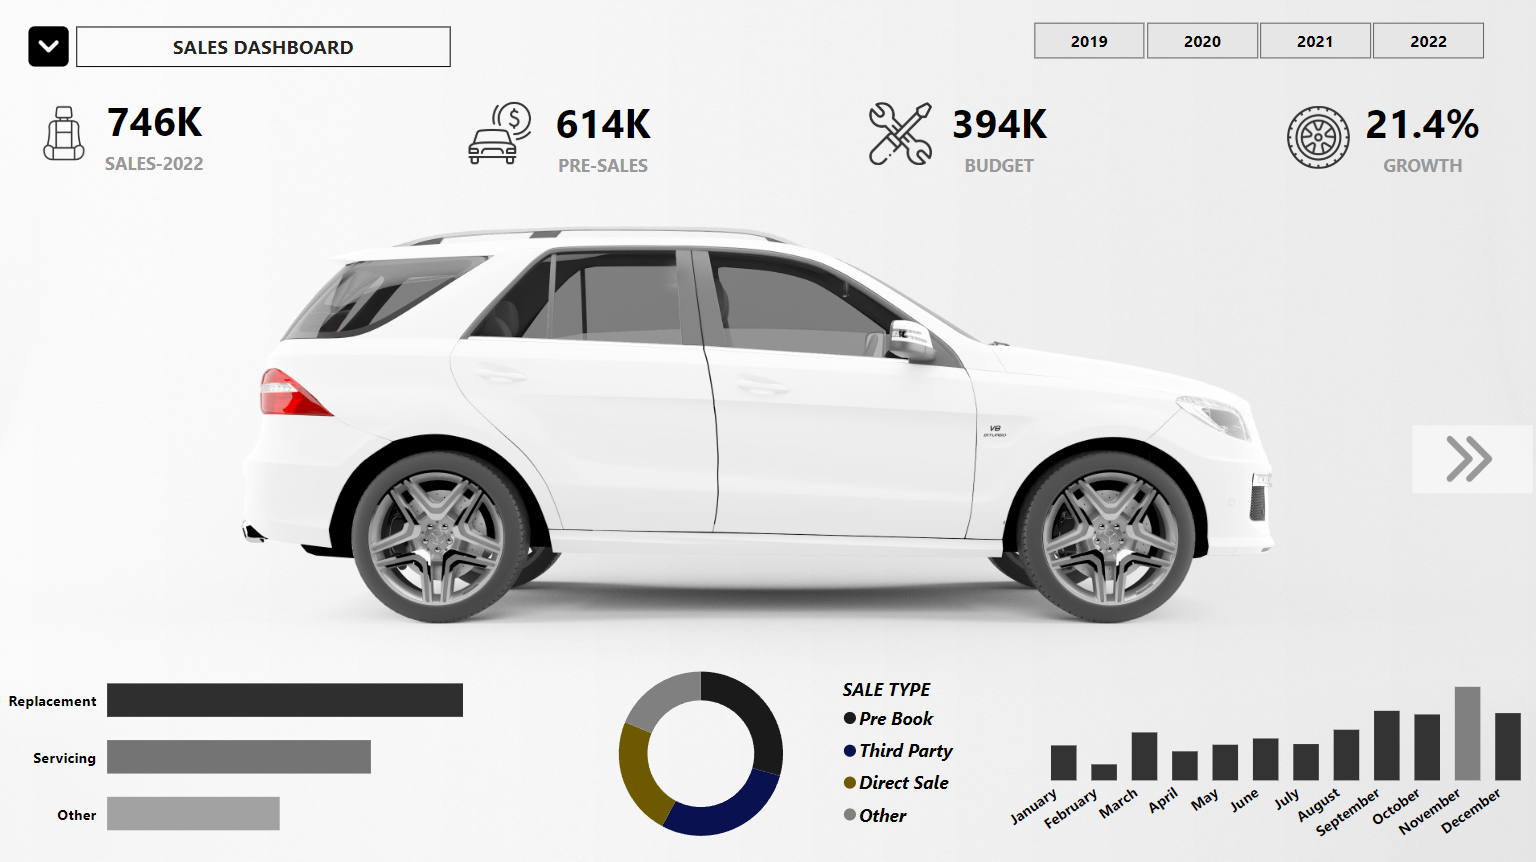 SALES DASHBOARD
2019
2020
2021
2022
746K
SALES-2022
614K
PRE-SALES
394K
BUDGET
21.4%
GROWTH
V8
BITURBO
Replacement
Servicing
Other
SALE TYPE
Pre Book
Third Party
Direct Sale
Other
January
February
March
April
May
June
July
August
September
October
November
December